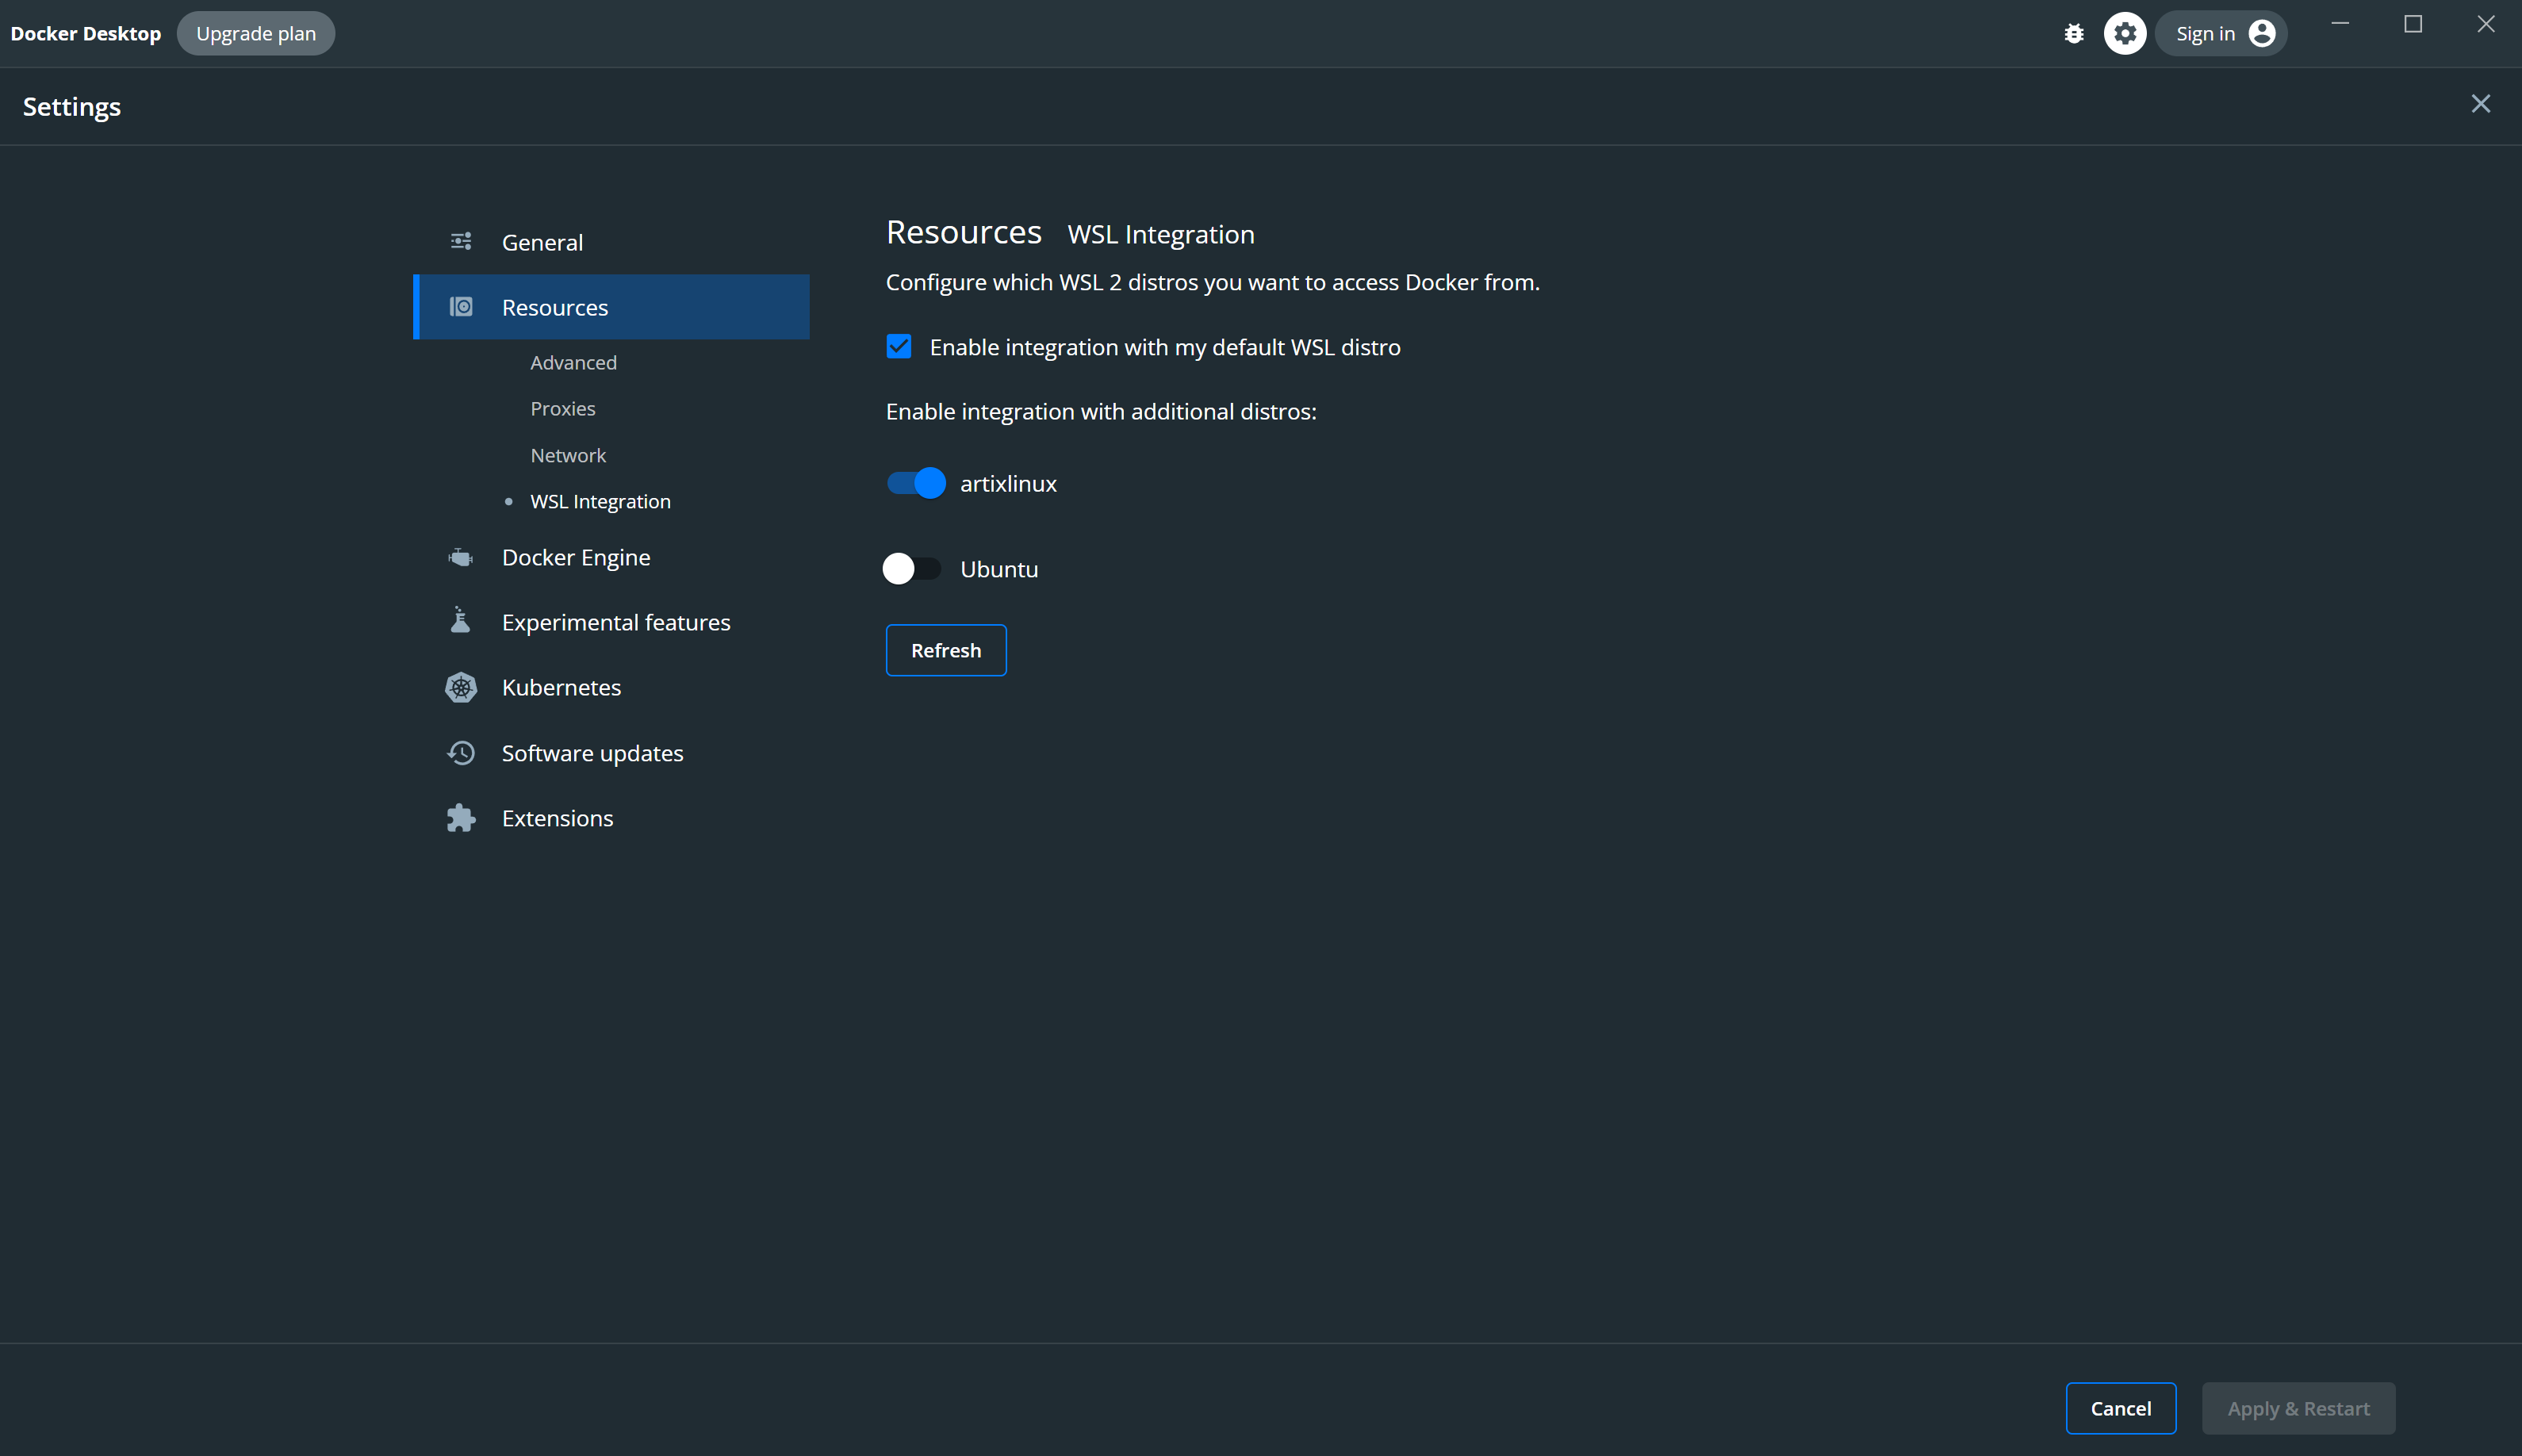 Docker Desktop Upgrade plan Sign in
Settings
General
Resources
Advanced
Proxies
Network
WSL Integration
Docker Engine
Experimental features
Kubernetes
Software updates
Extensions
Resources WSL Integration
Configure which WSL 2 distros you want to access Docker from.
Enable integration with my default WSL distro
Enable integration with additional distros:
artixlinux
Ubuntu
Refresh
Cancel Apply & Restart